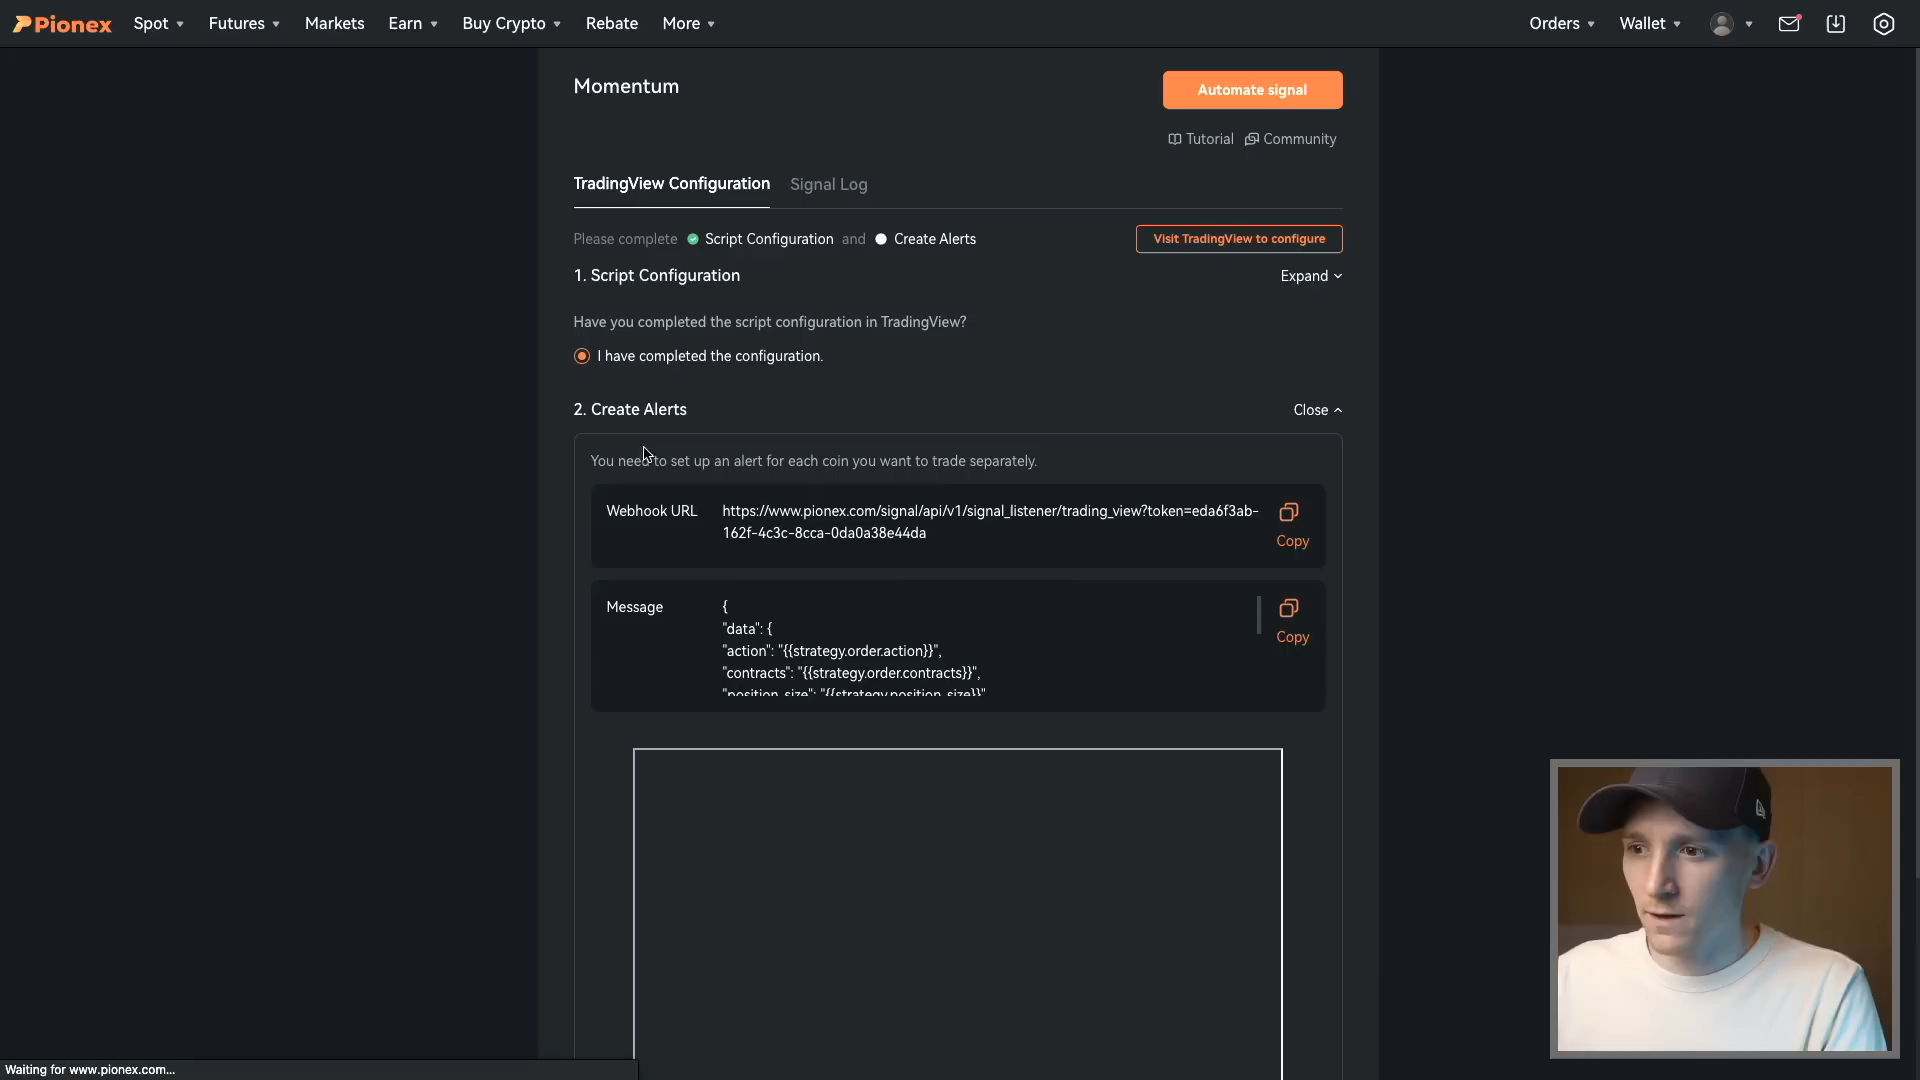 Pionex Spot Futures Markets Earn Buy Crypto Rebate More Orders Wallet
Momentum
Automate signal
Tutorial Community
TradingView Configuration Signal Log
Please complete Script Configuration and Create Alerts
Visit TradingView to configure
1. Script Configuration
Expand
Have you completed the script configuration in TradingView?
I have completed the configuration.
2. Create Alerts
Close
You need to set up an alert for each coin you want to trade separately.
Webhook URL
https://www.pionex.com/signal/api/v1/signal_listener/trading_view?token=eda6f3ab-
162f-4c3c-8cca-0da0a38e44da
Copy
Message
{
"data": {
"action": "{{strategy.order.action}}",
"contracts": "{{strategy.order.contracts}}",
"position_size": "{{strategy.position_size}}"
Copy
Waiting for www.pionex.com...